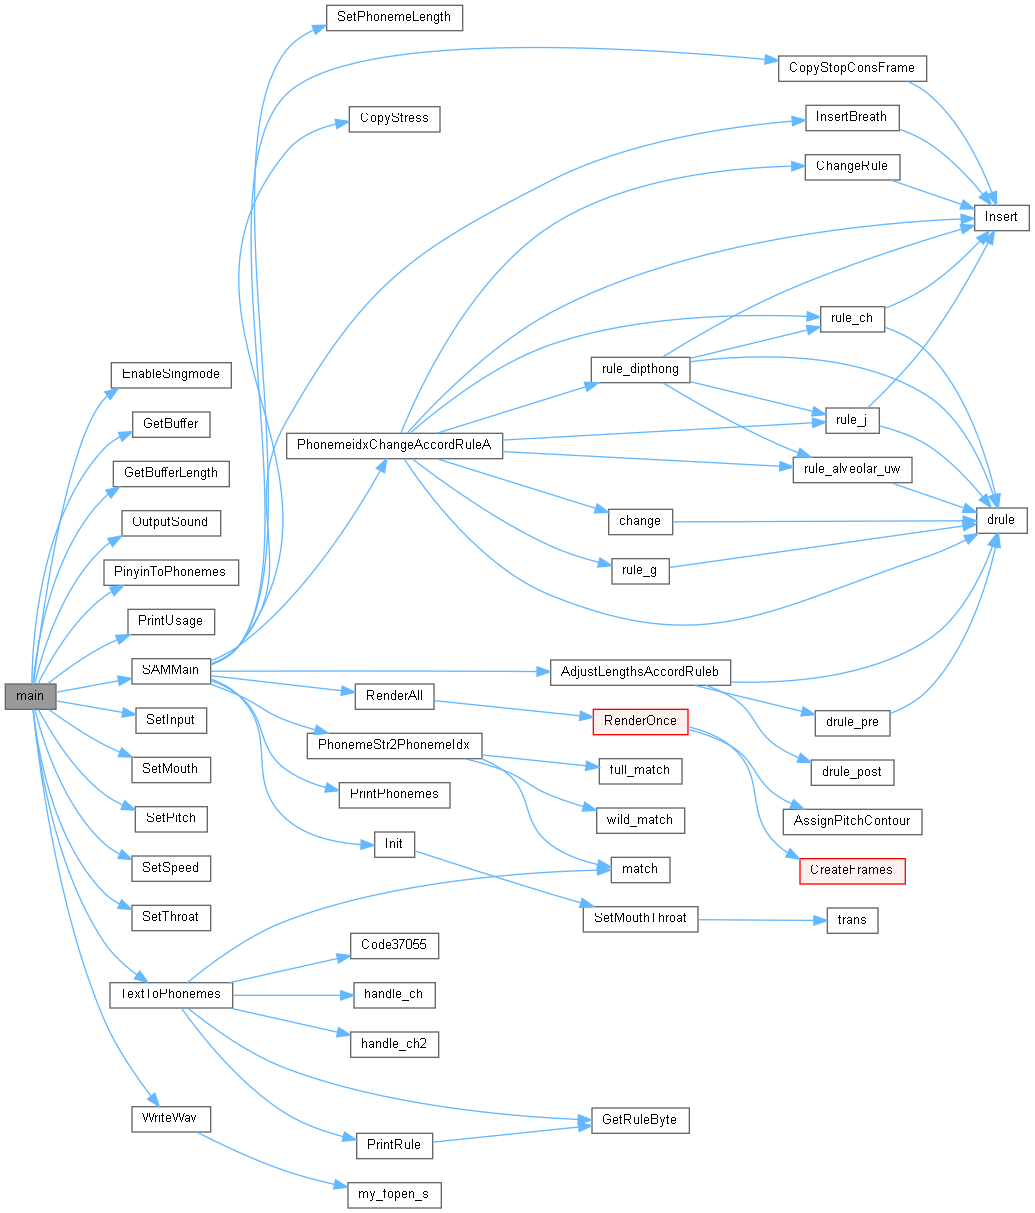 SetPhonemeLength
CopyStopConsFrame
CopyStress
InsertBreath
ChangeRule
Insert
rule_ch
EnableSingmode
rule_dipthong
GetBuffer
rule_j
PhonemeidxChangeAccordRuleA
GetBufferLength
rule_alveolar_uw
OutputSound
change
drule
PinyinToPhonemes
rule_g
PrintUsage
SAMMain
AdjustLengthsAccordRuleb
main
RenderAll
SetInput
RenderOnce
drule_pre
PhonemeStr2PhonemeIdx
SetMouth
full_match
drule_post
PrintPhonemes
SetPitch
wild_match
AssignPitchContour
Init
SetSpeed
match
CreateFrames
SetThroat
SetMouthThroat
trans
Code37055
TextToPhonemes
handle_ch
handle_ch2
WriteWav
GetRuleByte
PrintRule
my_fopen_s